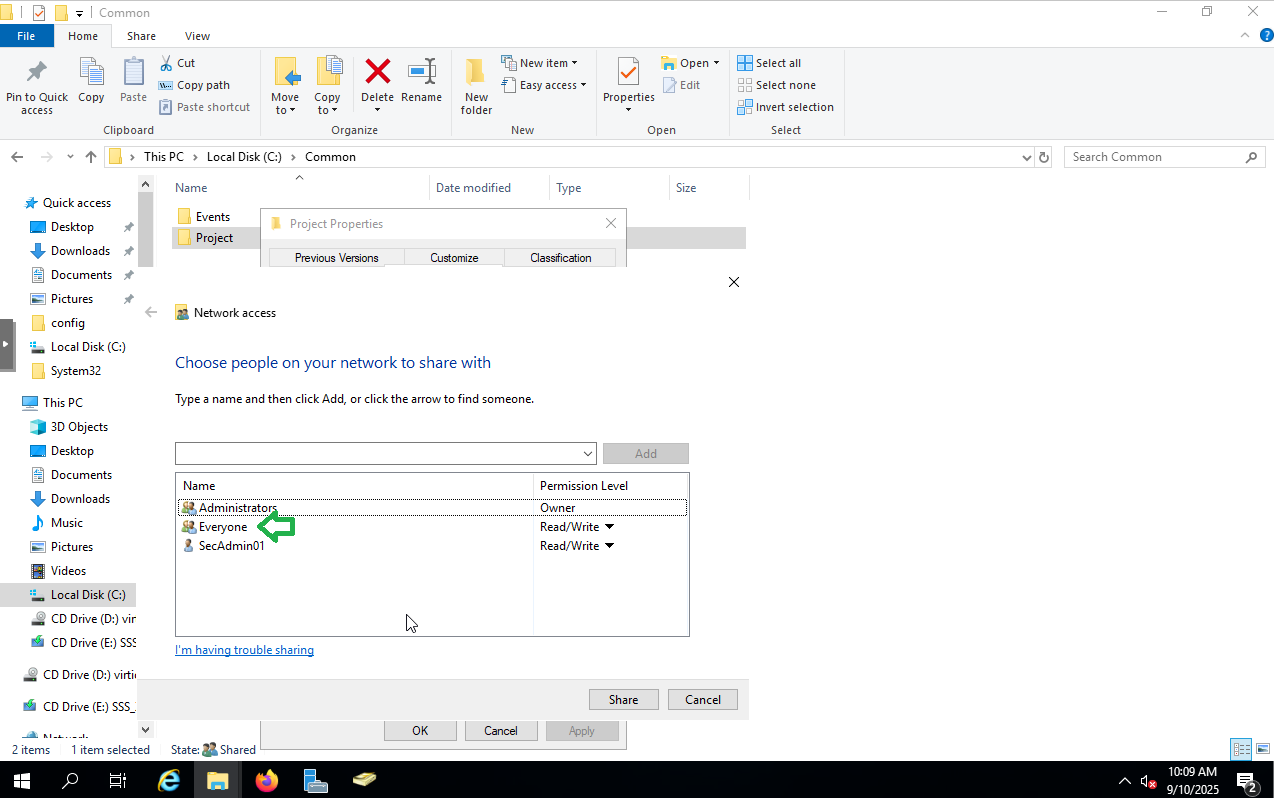 Common
File Home Share View
Pin to Quick access
Copy
Paste
Cut
Copy path
Paste shortcut
Clipboard
Move to
Copy to
Delete
Rename
Organize
New folder
New item
Easy access
New
Properties
Open
Edit
Open
Select all
Select none
Invert selection
Select
This PC Local Disk (C:) Common
Search Common
Quick access
Desktop
Downloads
Documents
Pictures
config
Local Disk (C:)
System32
This PC
3D Objects
Desktop
Documents
Downloads
Music
Pictures
Videos
Local Disk (C:)
CD Drive (D:) vir
CD Drive (E:) SSS
CD Drive (D:) virti
CD Drive (E:) SSS_
Network
Name Date modified Type Size
Events
Project
Project Properties
Previous Versions Customize Classification
Network access
Choose people on your network to share with
Type a name and then click Add, or click the arrow to find someone.
Add
Name Permission Level
Administrators Owner
Everyone Read/Write
SecAdmin01 Read/Write
I'm having trouble sharing
Share Cancel
OK Cancel Apply
2 items 1 item selected State: Shared
10:09 AM
9/10/2025
2